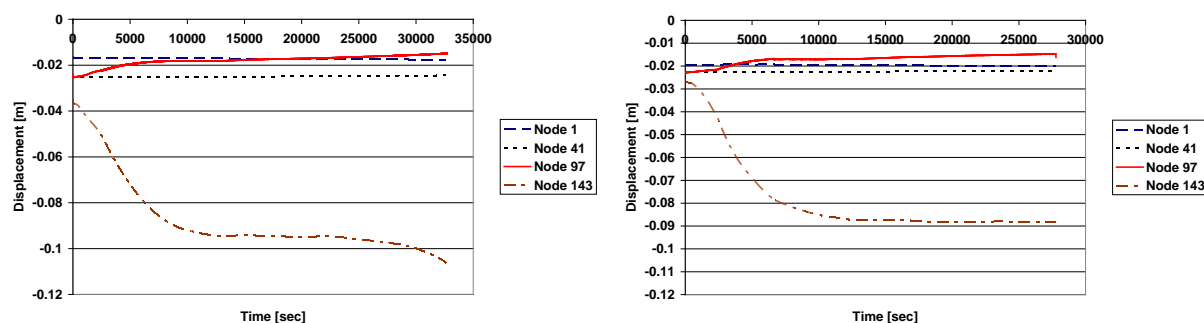 0 5000 10000 15000 20000 25000 30000 35000
0
-0.02
-0.04
-0.06
-0.08
-0.1
-0.12
Displacement [m]
Time [sec]
Node 1
Node 41
Node 97
Node 143
0 5000 10000 15000 20000 25000 30000
0
-0.01
-0.02
-0.03
-0.04
-0.05
-0.06
-0.07
-0.08
-0.09
-0.1
-0.11
-0.12
Displacement [m]
Time [sec]
Node 1
Node 41
Node 97
Node 143